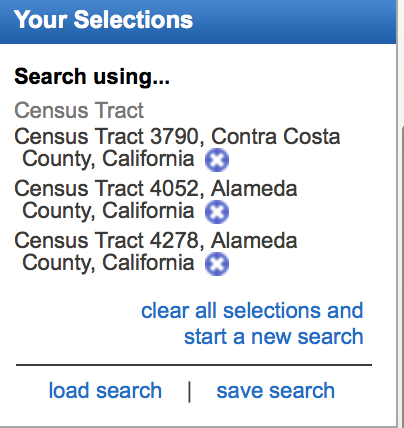 Your Selections
Search using...
Census Tract
Census Tract 3790, Contra Costa
County, California
Census Tract 4052, Alameda
County, California
Census Tract 4278, Alameda
County, California
clear all selections and
start a new search
load search | save search